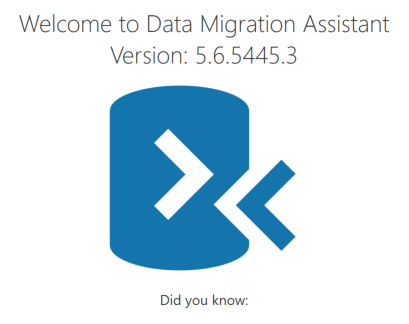 Welcome to Data Migration Assistant
Version: 5.6.5445.3
Did you know: